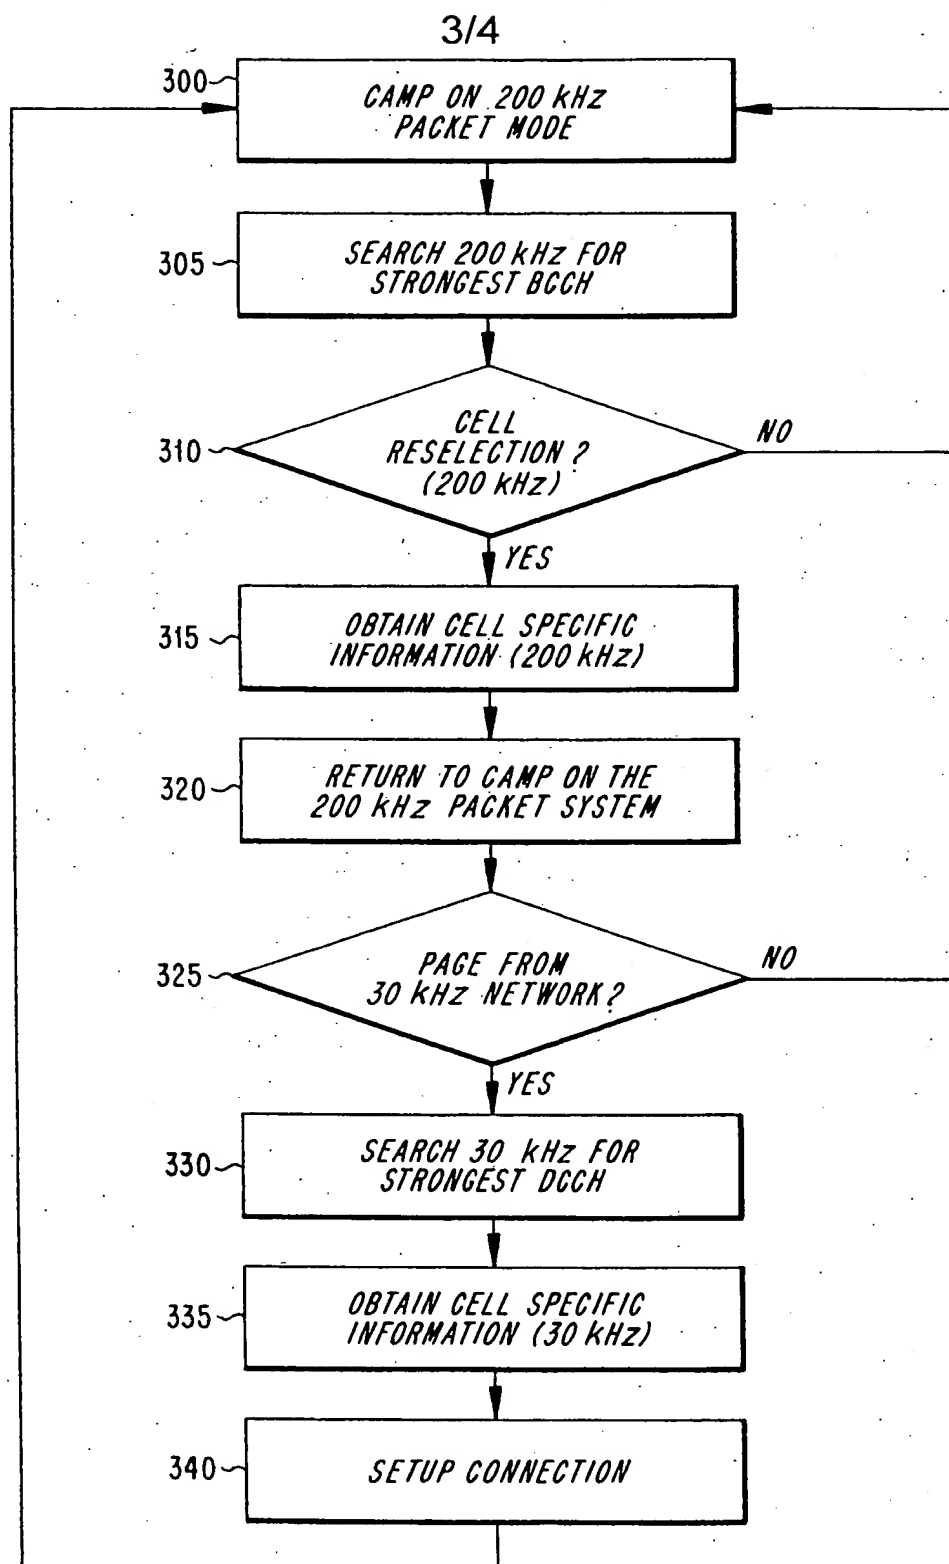 3/4
300
CAMP ON 200 kHz
PACKET MODE
305
SEARCH 200 kHz FOR
STRONGEST BCCH
310
CELL
RESELECTION?
(200 kHz)
NO
YES
315
OBTAIN CELL SPECIFIC
INFORMATION (200 kHz)
320
RETURN TO CAMP ON THE
200 kHz PACKET SYSTEM
325
PAGE FROM
30 kHz NETWORK?
NO
YES
330
SEARCH 30 kHz FOR
STRONGEST DCCH
335
OBTAIN CELL SPECIFIC
INFORMATION (30 kHz)
340
SETUP CONNECTION